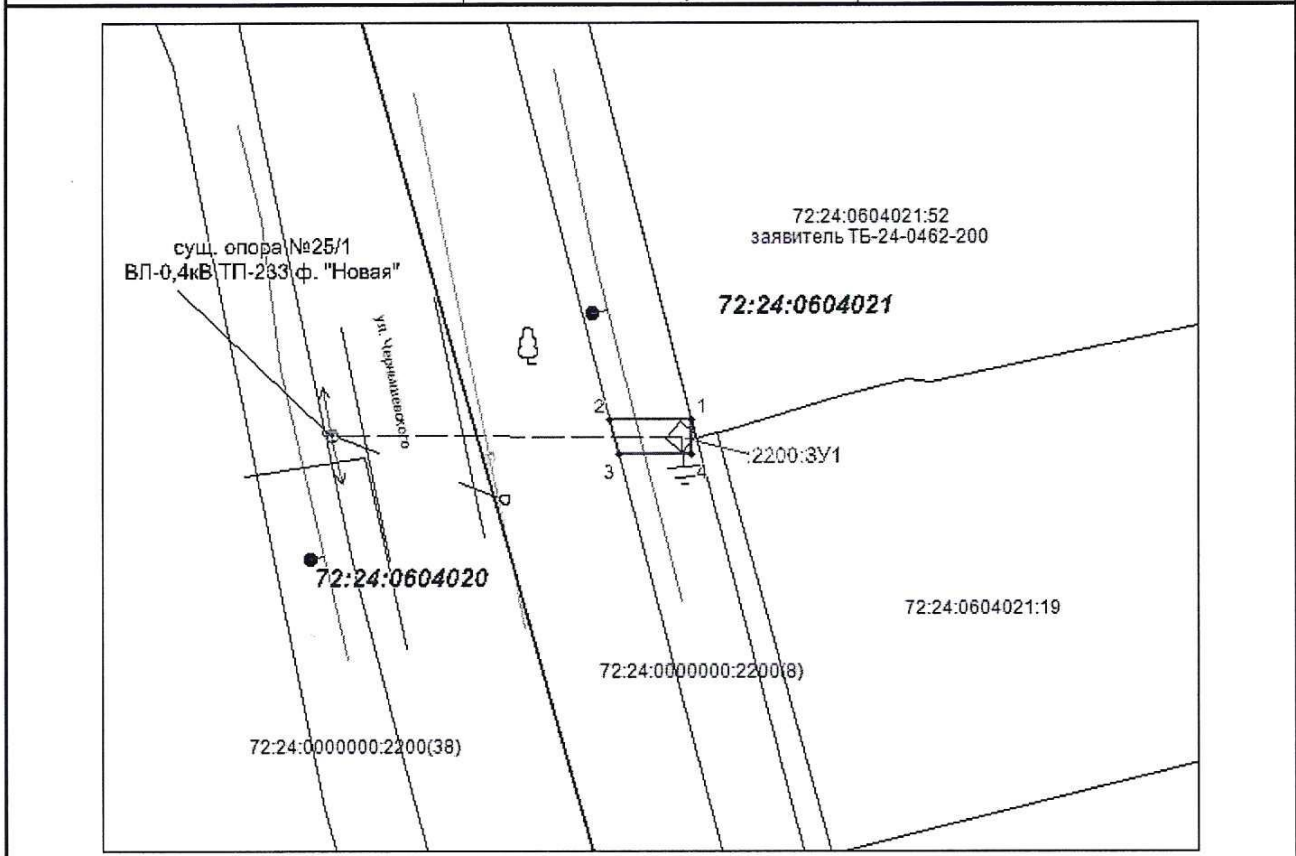 72:24:0604021:52
заявитель ТБ-24-0462-200
сущ. опора №25/1
ВЛ-0,4кВ ТП-233 ф. "Новая"
72:24:0604021
ул. Чернышевского
2
1
3
4
:2200:ЗУ1
72:24:0604020
72:24:0604021:19
72:24:0000000:2200(8)
72:24:0000000:2200(38)